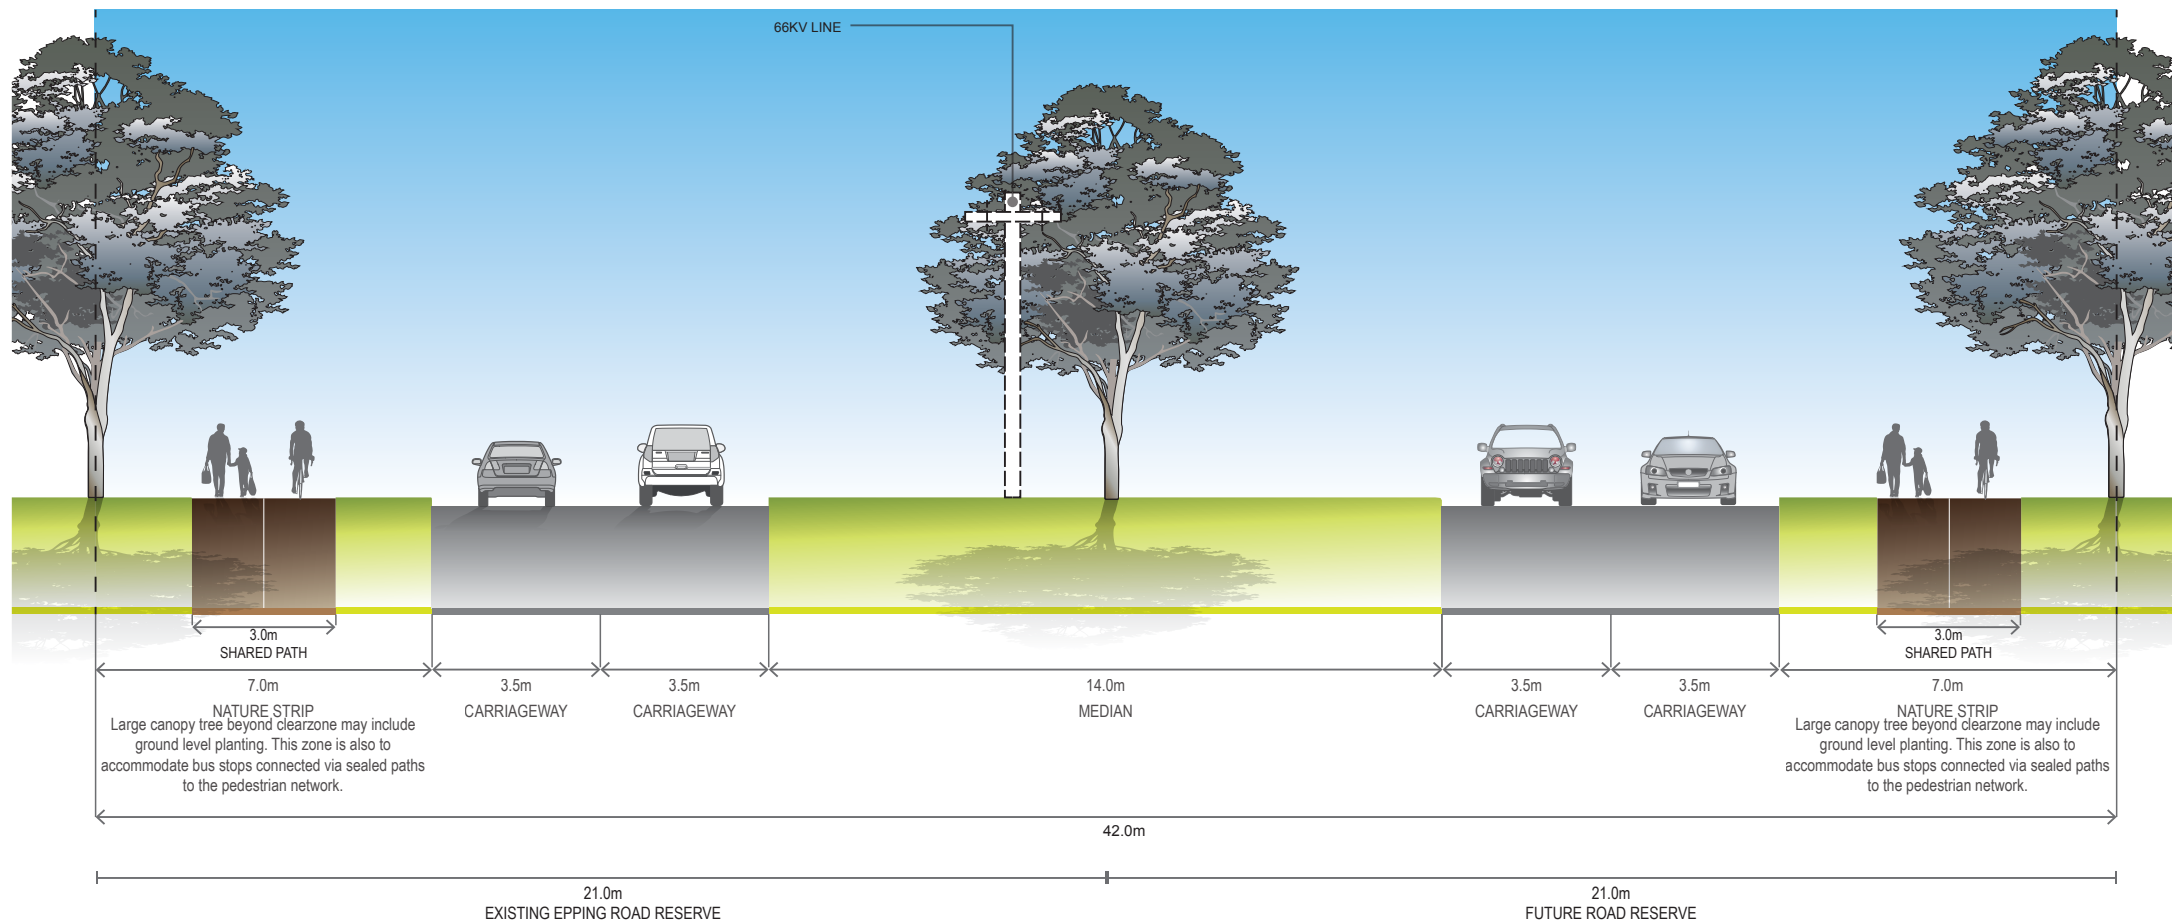 66KV LINE
3.0m
SHARED PATH
3.0m
SHARED PATH
7.0m
3.5m
3.5m
14.0m
3.5m
3.5m
7.0m
NATURE STRIP
CARRIAGEWAY
CARRIAGEWAY
MEDIAN
CARRIAGEWAY
CARRIAGEWAY
NATURE STRIP
Large canopy tree beyond clearzone may include
ground level planting. This zone is also to
accommodate bus stops connected via sealed paths
to the pedestrian network.
Large canopy tree beyond clearzone may include
ground level planting. This zone is also to
accommodate bus stops connected via sealed paths
to the pedestrian network.
42.0m
21.0m
EXISTING EPPING ROAD RESERVE
21.0m
FUTURE ROAD RESERVE